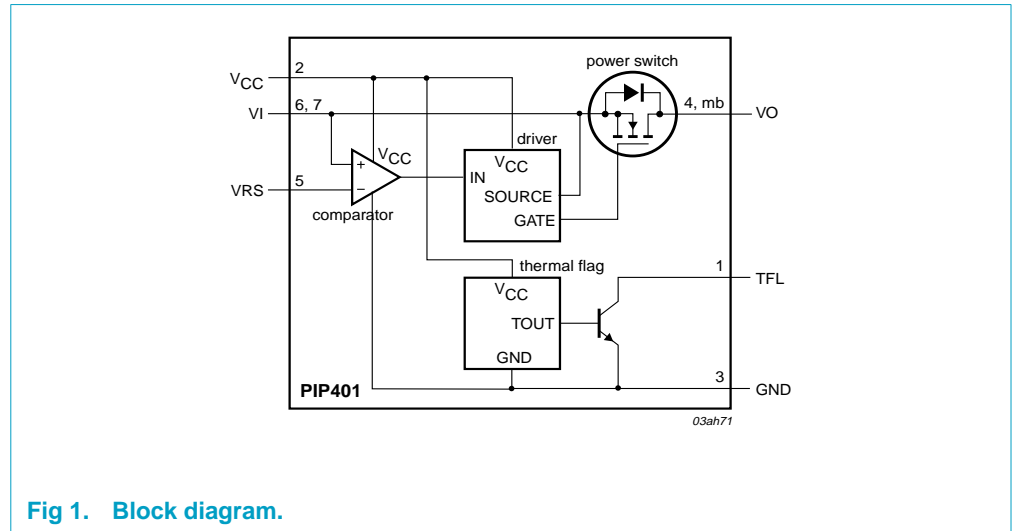 power switch
2
VCC
6, 7
VI
4, mb
VO
driver
VCC
+
VCC
IN
5
VRS
−
SOURCE
comparator
GATE
thermal flag
1
TFL
VCC
TOUT
GND
3
GND
PIP401
03ah71
Fig 1. Block diagram.